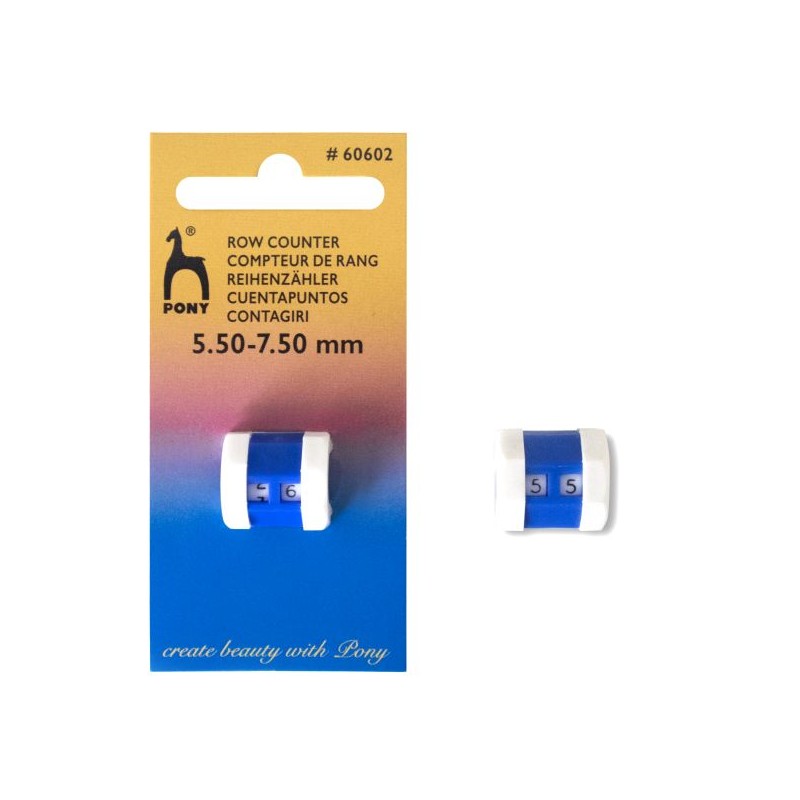 # 60602
®
PONY
ROW COUNTER
COMPTEUR DE RANG
REIHENZÄHLER
CUENTAPUNTOS
CONTAGIRI
5.50-7.50 mm
6
5 5
create beauty with Pony